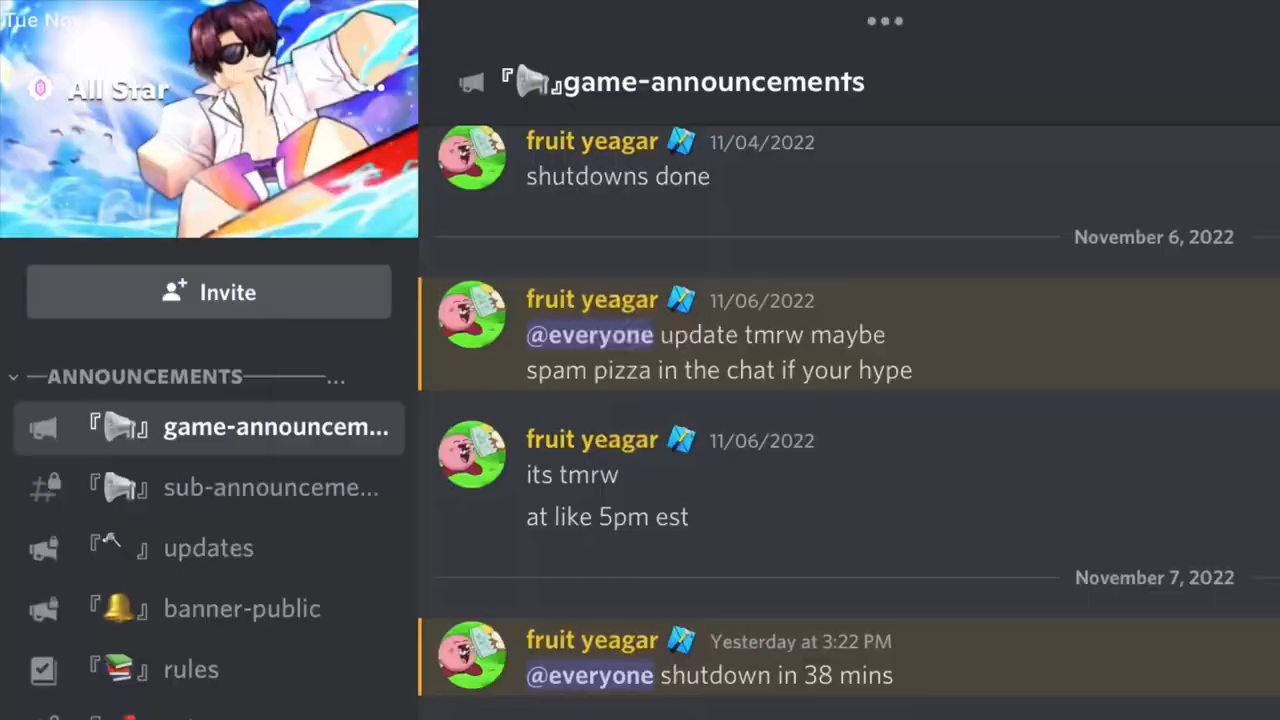 Tue Nov
All Star
Invite
—ANNOUNCEMENTS———...
『』 game-announcem...
『』 sub-announceme...
『』 updates
『』 banner-public
『』 rules
『』game-announcements
fruit yeagar 11/04/2022
shutdowns done
November 6, 2022
fruit yeagar 11/06/2022
@everyone update tmrw maybe
spam pizza in the chat if your hype
fruit yeagar 11/06/2022
its tmrw
at like 5pm est
November 7, 2022
fruit yeagar Yesterday at 3:22 PM
@everyone shutdown in 38 mins